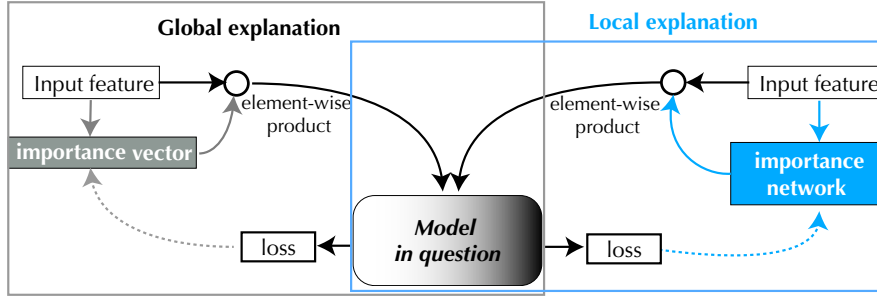 Global explanation
Local explanation
Input feature
Input feature
element-wise
product
element-wise
product
importance vector
importance
network
Model
in question
loss
loss